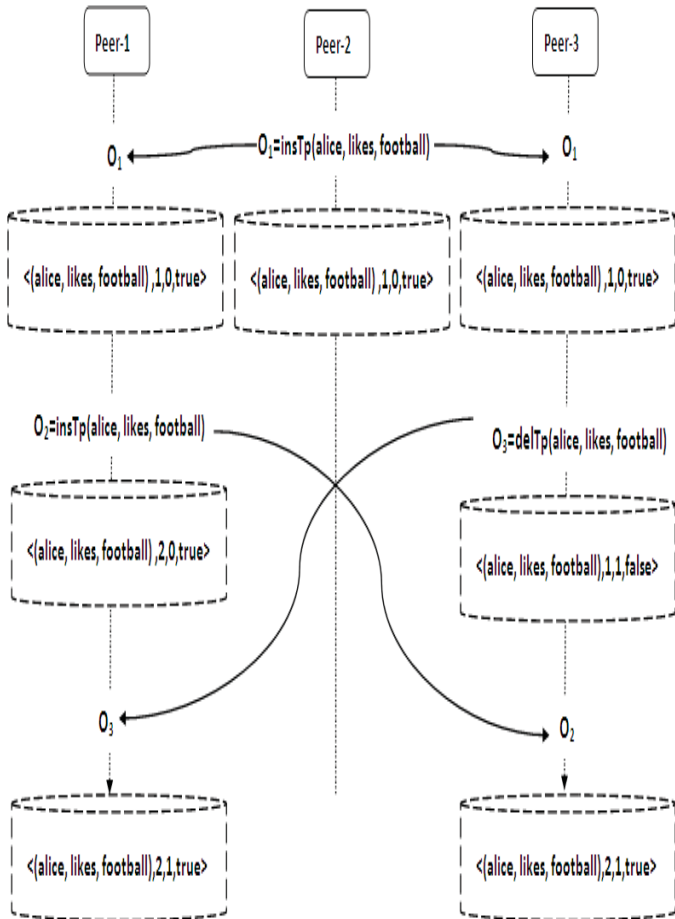 Peer-1
Peer-2
Peer-3
O₁
O₁=insTp(alice, likes, football)
O₁
<(alice, likes, football) ,1,0,true>
<(alice, likes, football) ,1,0,true>
<(alice, likes, football) ,1,0,true>
O₂=insTp(alice, likes, football)
O₃=delTp(alice, likes, football)
<(alice, likes, football) ,2,0,true>
<(alice, likes, football),1,1,false>
O₃
O₂
<(alice, likes, football),2,1,true>
<(alice, likes, football),2,1,true>